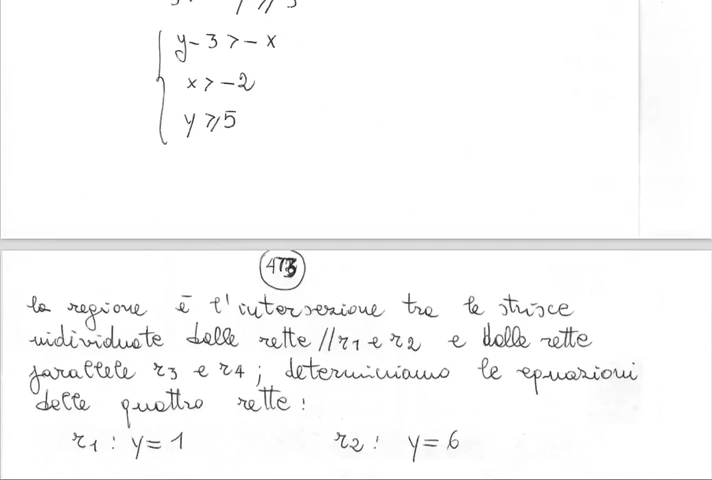 y - 3 > - x
x > - 2
y ⩾ 5
473
la regione è l'intersezione tra le strisce
individuate dalle rette // r1 e r2 e dalle rette
parallele r3 e r4 ; determiniamo le equazioni
delle quattro rette :
r1 : y = 1 r2 : y = 6